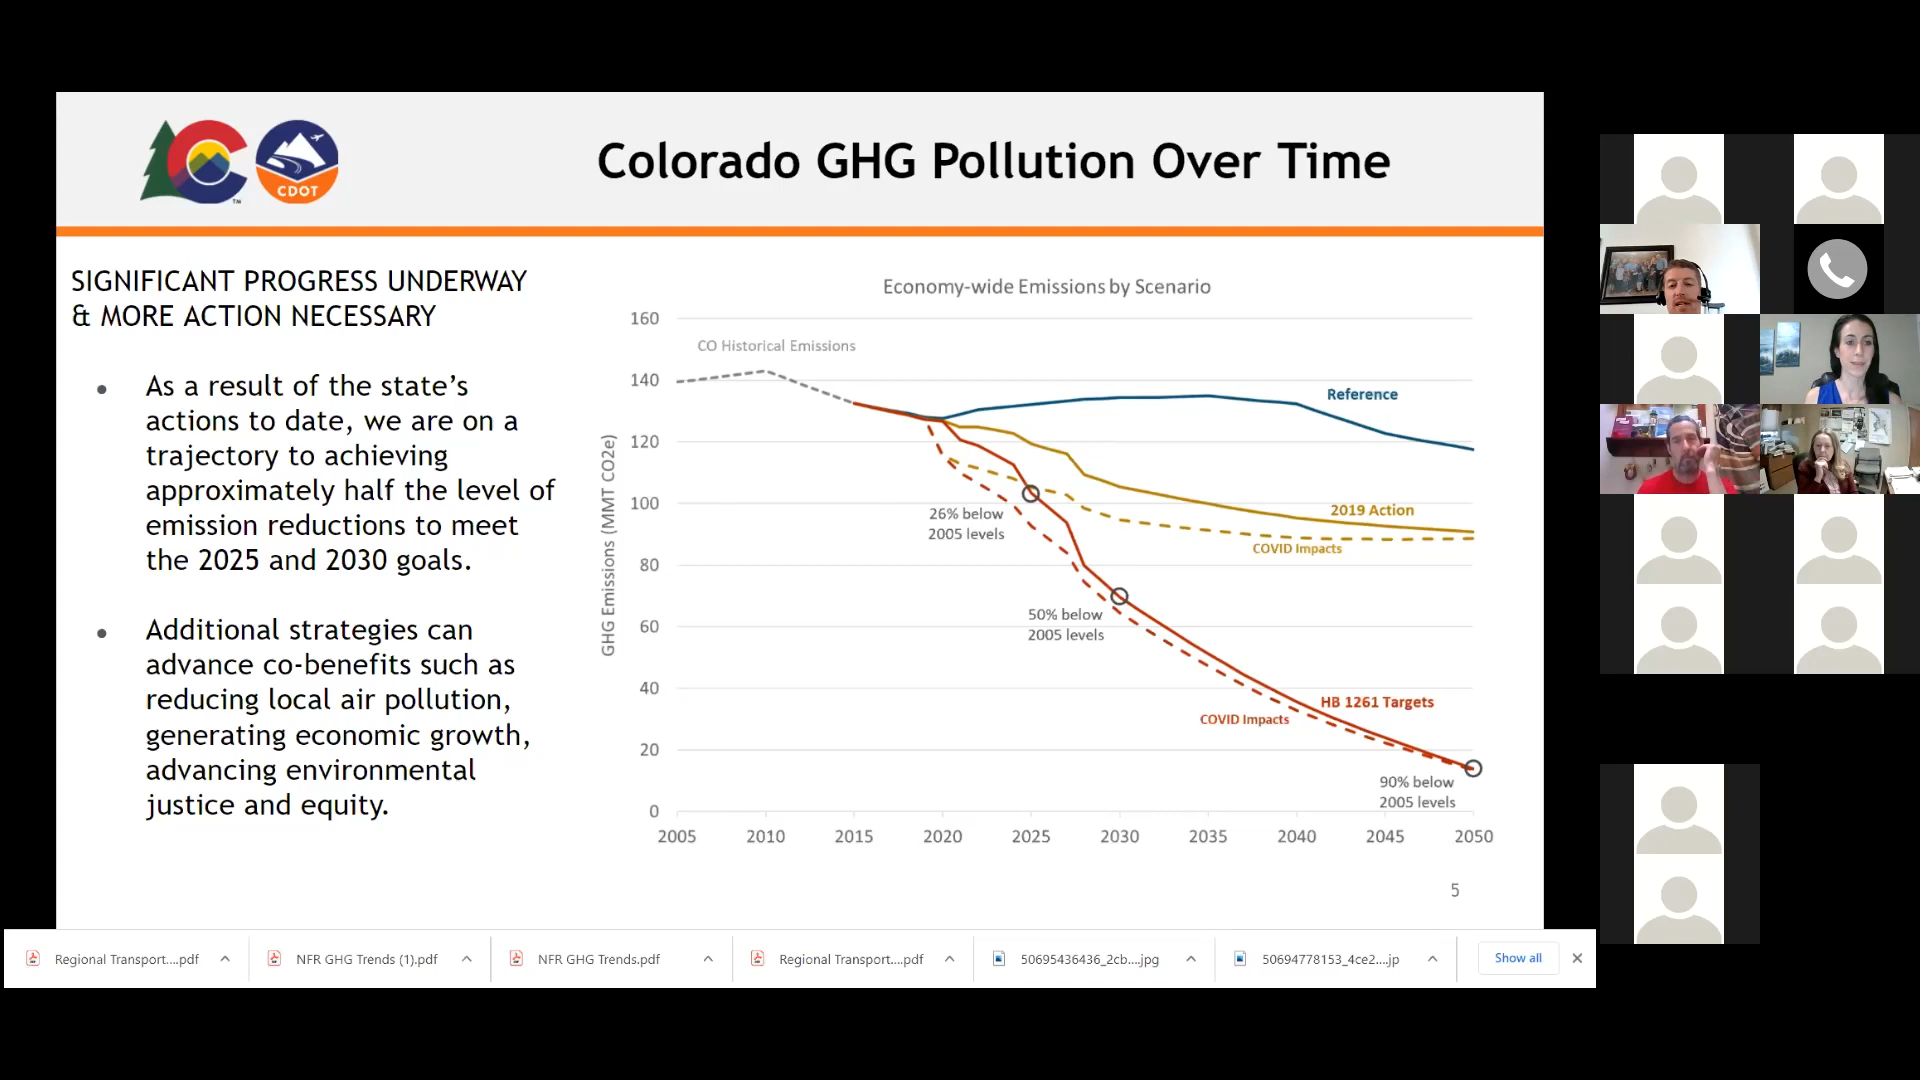 Colorado GHG Pollution Over Time
CDOT
TM
SIGNIFICANT PROGRESS UNDERWAY
& MORE ACTION NECESSARY
• As a result of the state's
actions to date, we are on a
trajectory to achieving
approximately half the level of
emission reductions to meet
the 2025 and 2030 goals.
• Additional strategies can
advance co-benefits such as
reducing local air pollution,
generating economic growth,
advancing environmental
justice and equity.
Economy-wide Emissions by Scenario
GHG Emissions (MMT CO2e)
160
140
120
100
80
60
40
20
0
2005 2010 2015 2020 2025 2030 2035 2040 2045 2050
CO Historical Emissions
Reference
2019 Action
COVID Impacts
26% below
2005 levels
50% below
2005 levels
HB 1261 Targets
COVID Impacts
90% below
2005 levels
5
Regional Transport....pdf
NFR GHG Trends (1).pdf
NFR GHG Trends.pdf
Regional Transport....pdf
50695436436_2cb....jpg
50694778153_4ce2....jp
Show all